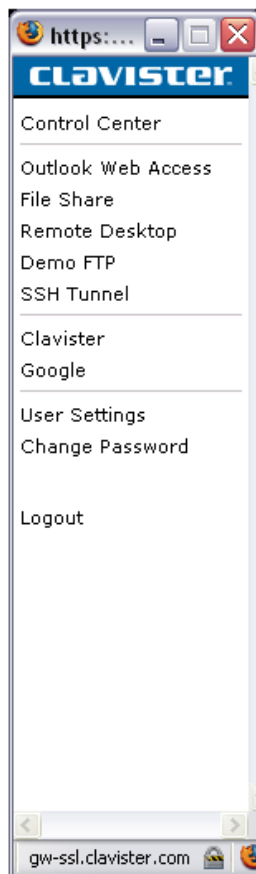 https:...
CLAVISTER
Control Center
Outlook Web Access
File Share
Remote Desktop
Demo FTP
SSH Tunnel
Clavister
Google
User Settings
Change Password
Logout
gw-ssl.clavister.com